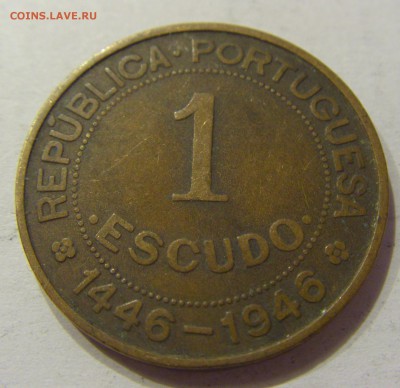 COINS.LAVE.RU
REPÚBLICA · PORTUGUESA
1
· ESCUDO ·
1446-1946